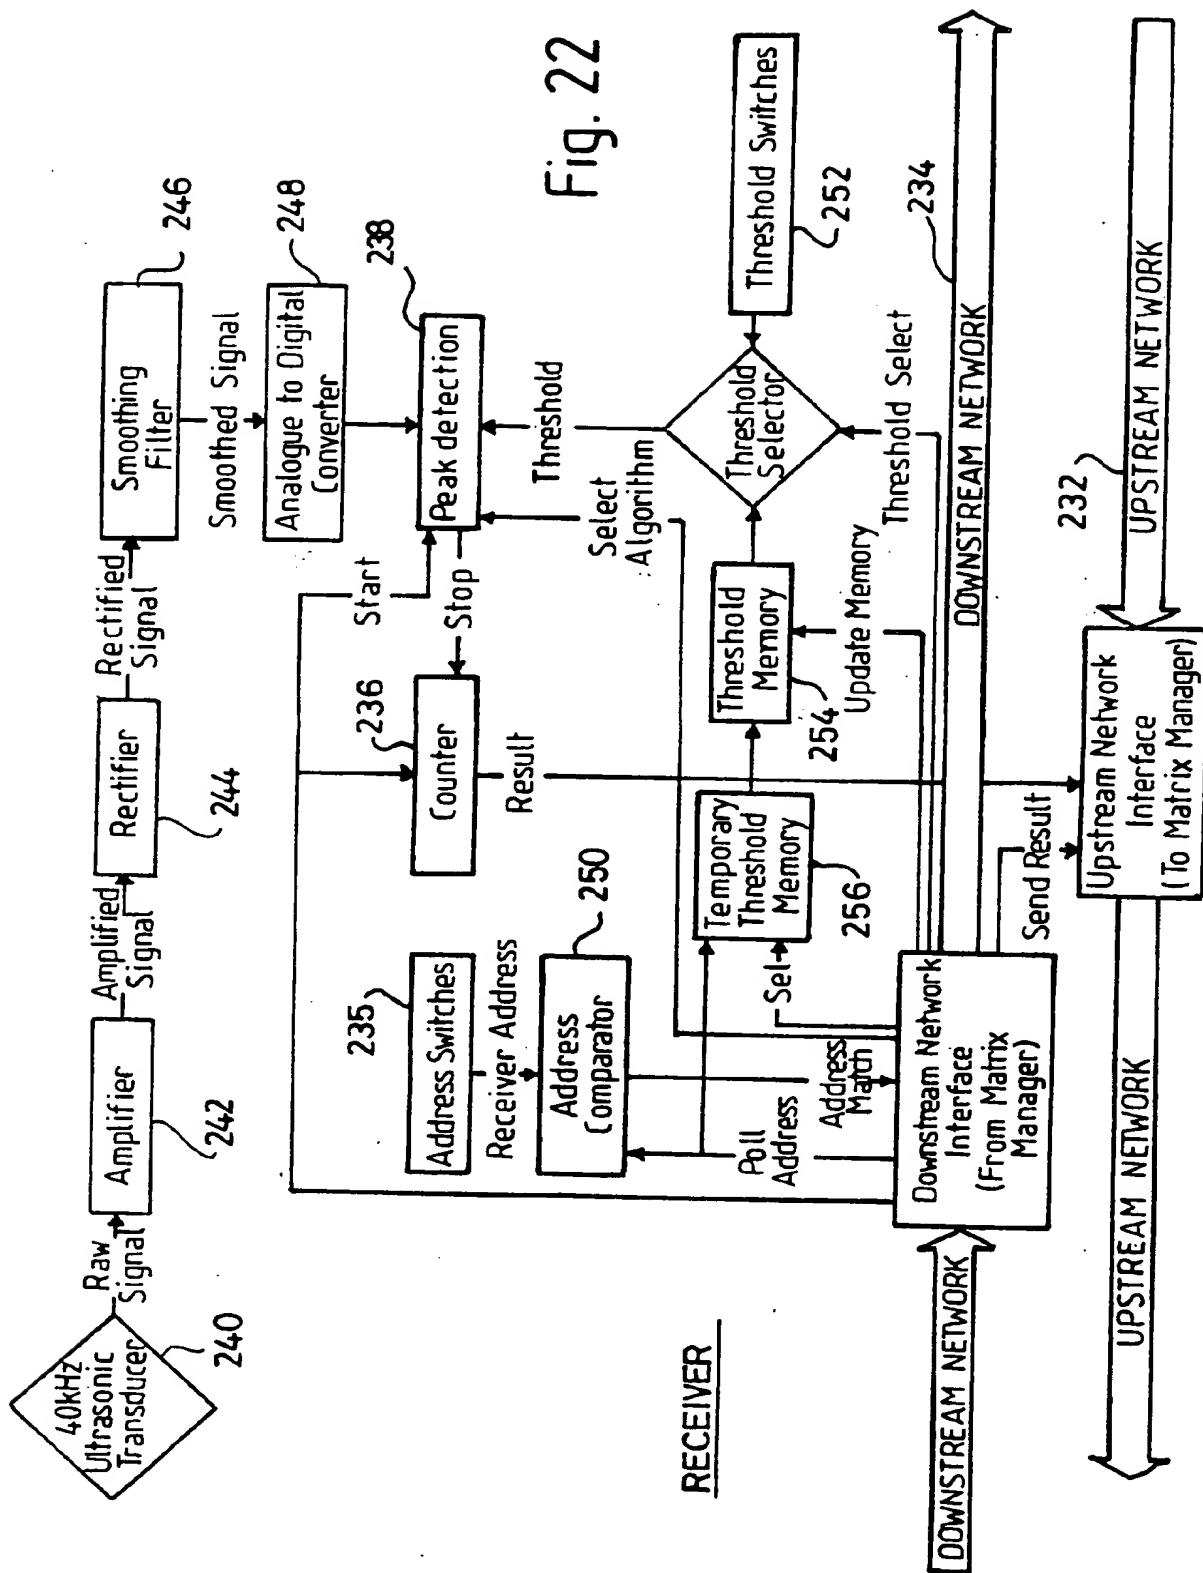 40kHz
Ultrasonic
Transducer
240
Raw
Signal
Amplifier
242
Amplified
Signal
Rectifier
244
Rectified
Signal
Smoothing
Filter
246
Smoothed Signal
Analogue to Digital
Converter
248
Peak detection
238
Start
Stop
Counter
236
Result
Select
Algorithm
Threshold
Fig. 22
Address Switches
235
Receiver Address
Address
Comparator
250
Poll
Address
Address
Match
Temporary
Threshold
Memory
256
Sel
Threshold
Memory
254
Update Memory
Threshold
Selector
Threshold Switches
252
Threshold Select
RECEIVER
DOWNSTREAM NETWORK
Downstream Network
Interface
(From Matrix
Manager)
DOWNSTREAM NETWORK
234
Send Result
UPSTREAM NETWORK
Upstream Network
Interface
(To Matrix Manager)
UPSTREAM NETWORK
232